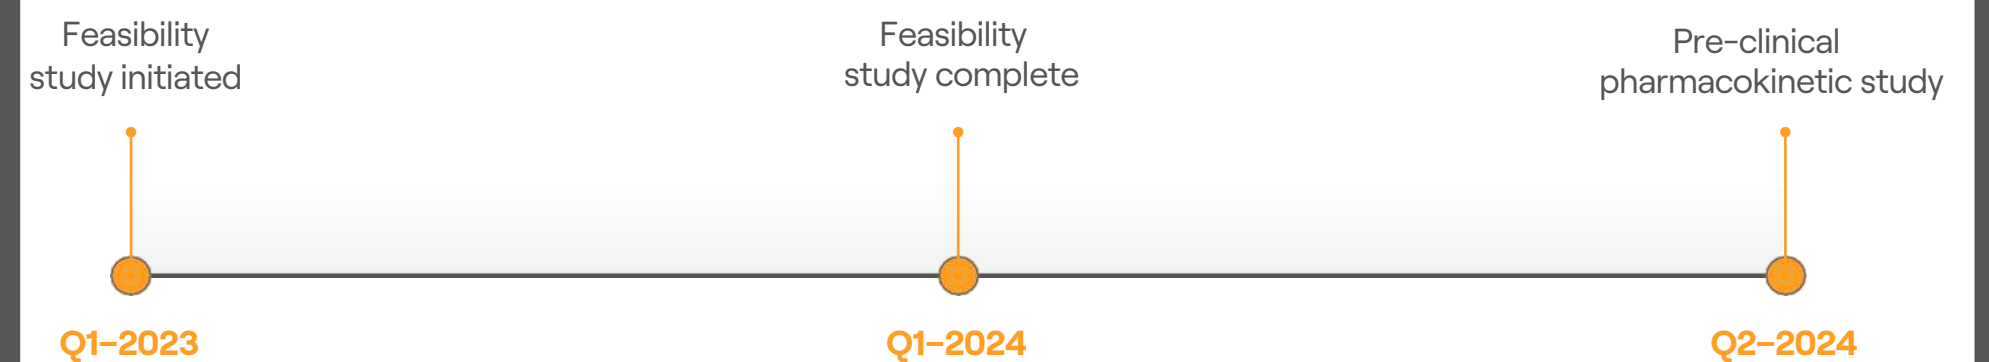 Feasibility
study initiated
Feasibility
study complete
Pre-clinical
pharmacokinetic study
Q1–2023
Q1–2024
Q2–2024